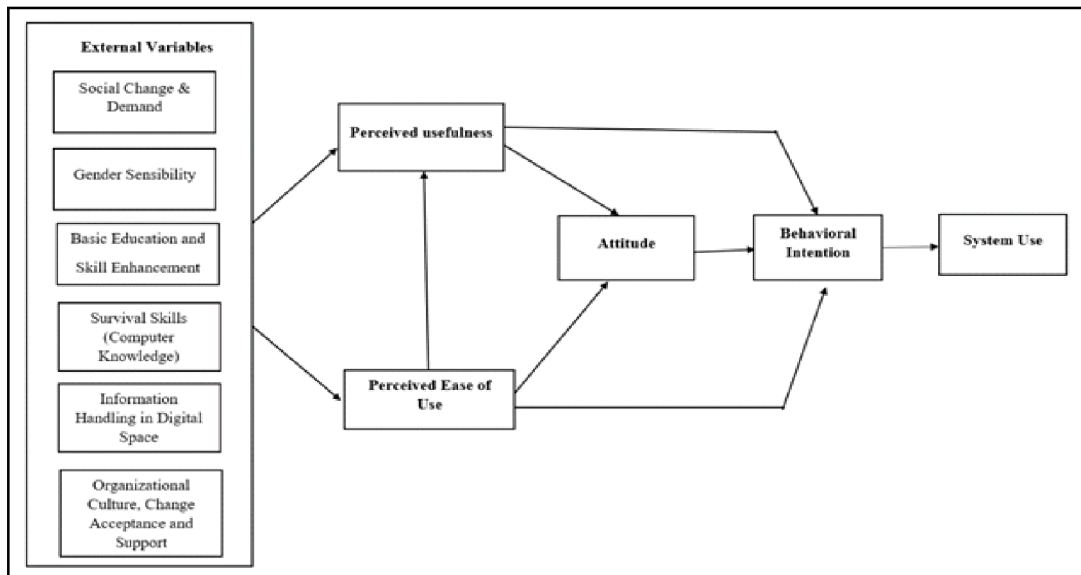 External Variables
Social Change &
Demand
Gender Sensibility
Basic Education and
Skill Enhancement
Survival Skills
(Computer
Knowledge)
Information
Handling in Digital
Space
Organizational
Culture, Change
Acceptance and
Support
Perceived usefulness
Perceived Ease of
Use
Attitude
Behavioral
Intention
System Use